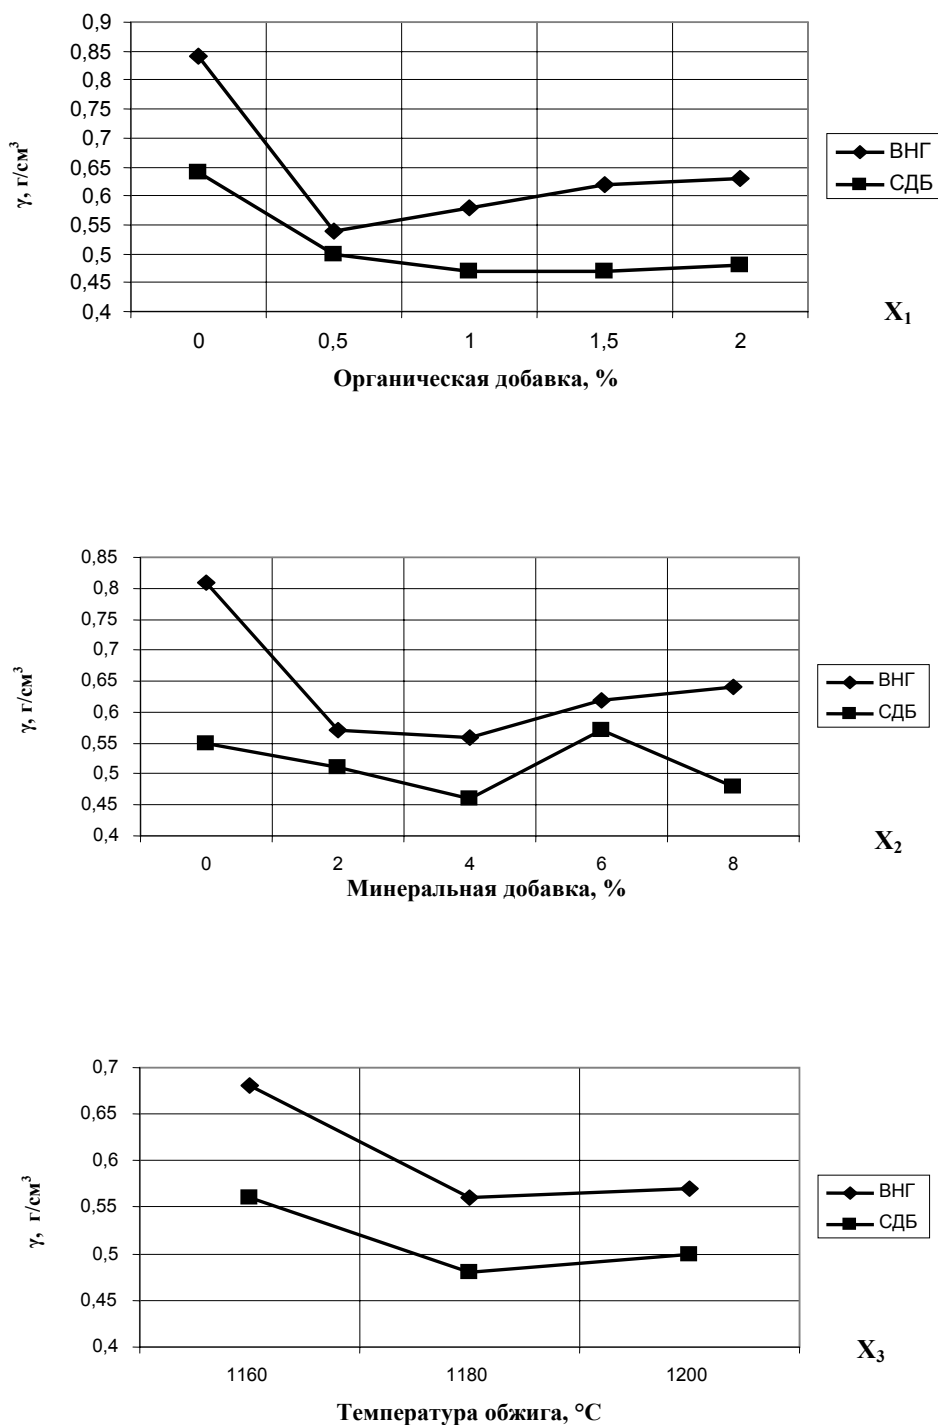 0,9
0,85
0,8
0,75
0,7
0,65
0,6
0,55
0,5
0,45
0,4
γ, г/см³
ВНГ
СДБ
X₁
0 0,5 1 1,5 2
Органическая добавка, %
0,85
0,8
0,75
0,7
0,65
0,6
0,55
0,5
0,45
0,4
γ, г/см³
ВНГ
СДБ
X₂
0 2 4 6 8
Минеральная добавка, %
0,7
0,65
0,6
0,55
0,5
0,45
0,4
γ, г/см³
ВНГ
СДБ
X₃
1160 1180 1200
Температура обжига, °С